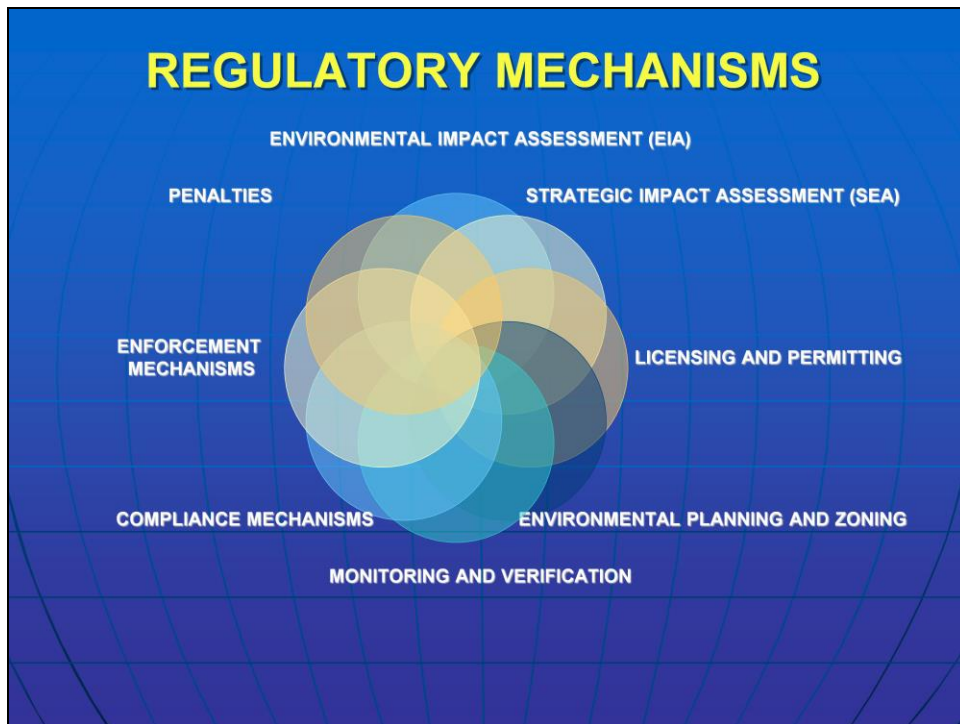 REGULATORY MECHANISMS
ENVIRONMENTAL IMPACT ASSESSMENT (EIA)
PENALTIES
STRATEGIC IMPACT ASSESSMENT (SEA)
ENFORCEMENT
MECHANISMS
LICENSING AND PERMITTING
COMPLIANCE MECHANISMS
ENVIRONMENTAL PLANNING AND ZONING
MONITORING AND VERIFICATION